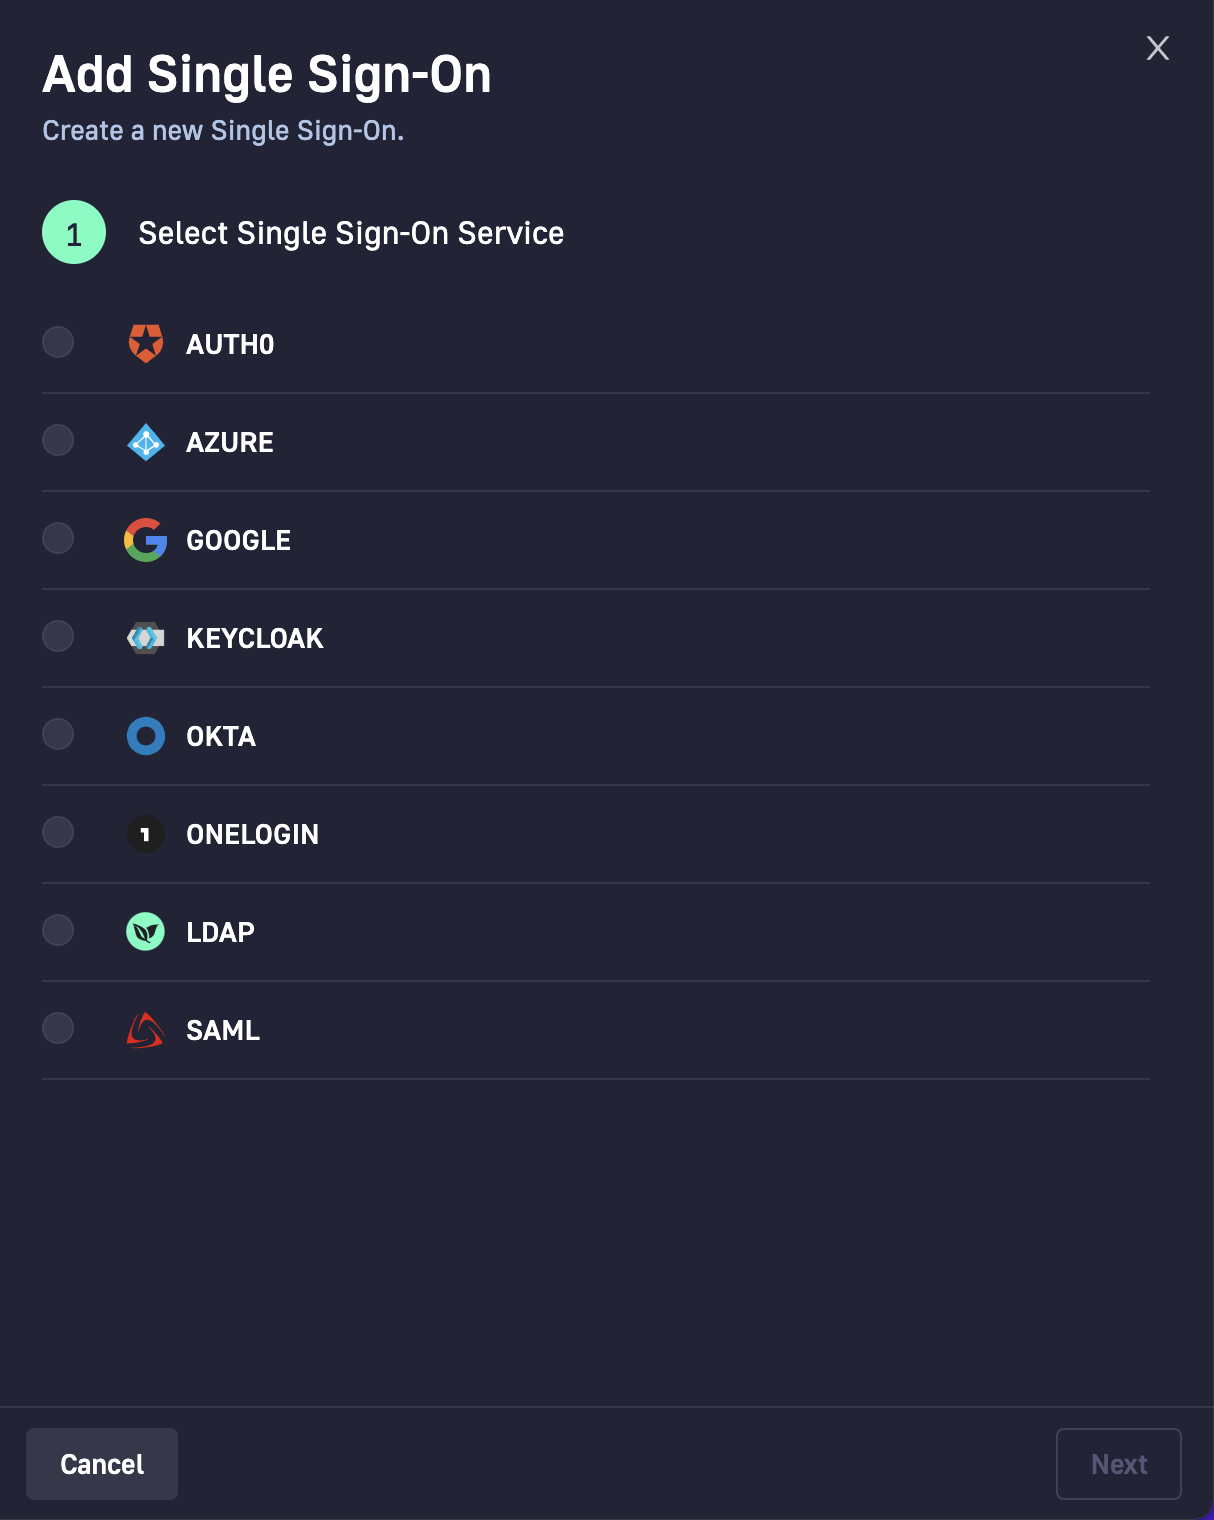 Add Single Sign-On
Create a new Single Sign-On.
1 Select Single Sign-On Service
AUTH0
AZURE
GOOGLE
KEYCLOAK
OKTA
1 ONELOGIN
LDAP
SAML
Cancel
Next